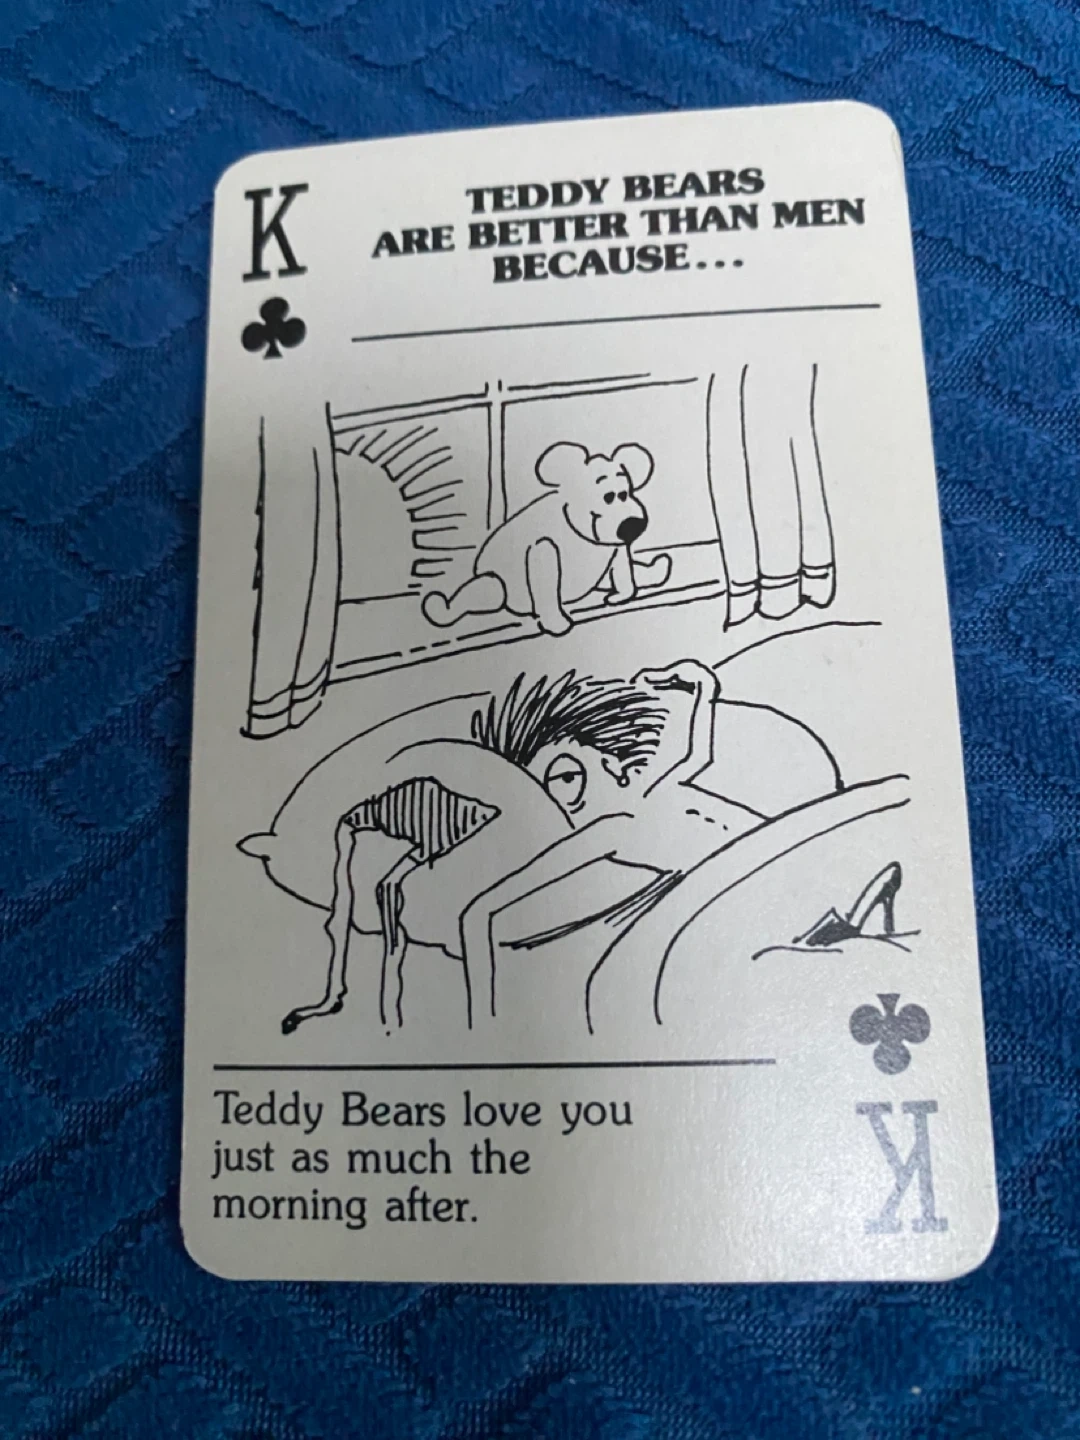 K
TEDDY BEARS
ARE BETTER THAN MEN
BECAUSE...
Teddy Bears love you
just as much the
morning after.
K